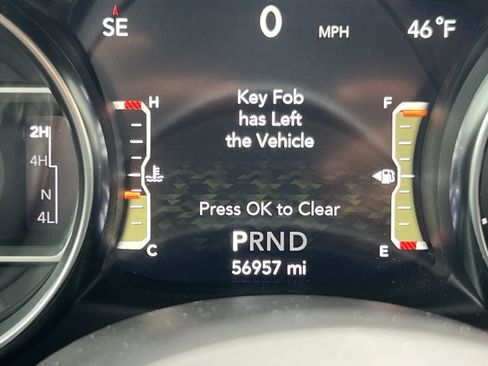 SE 0 MPH 46°F
H Key Fob F
has Left
the Vehicle
2H
4H
N
4L
Press OK to Clear
PRND
C 56957 mi E